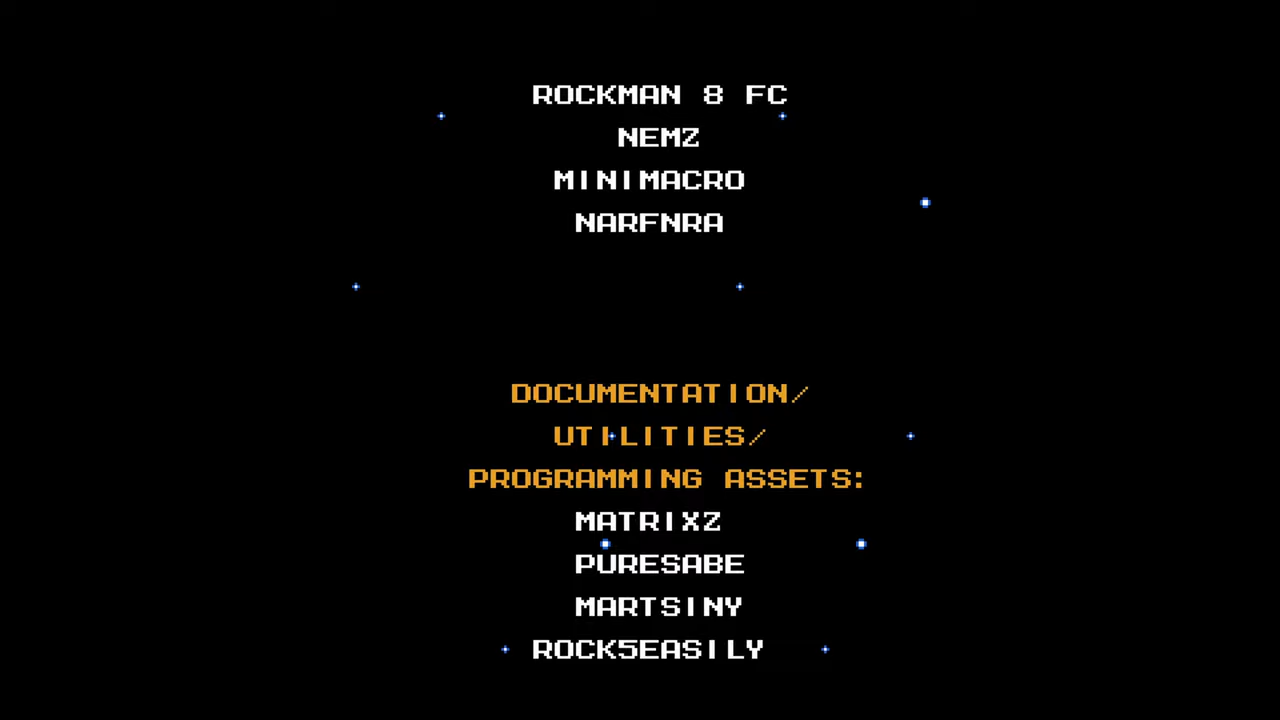 ROCKMAN 8 FC
NEMZ
MINIMACRO
NARFNRA
DOCUMENTATION/
UTILITIES/
PROGRAMMING ASSETS:
MATRIXZ
PURESABE
MARTSINY
ROCK5EASILY